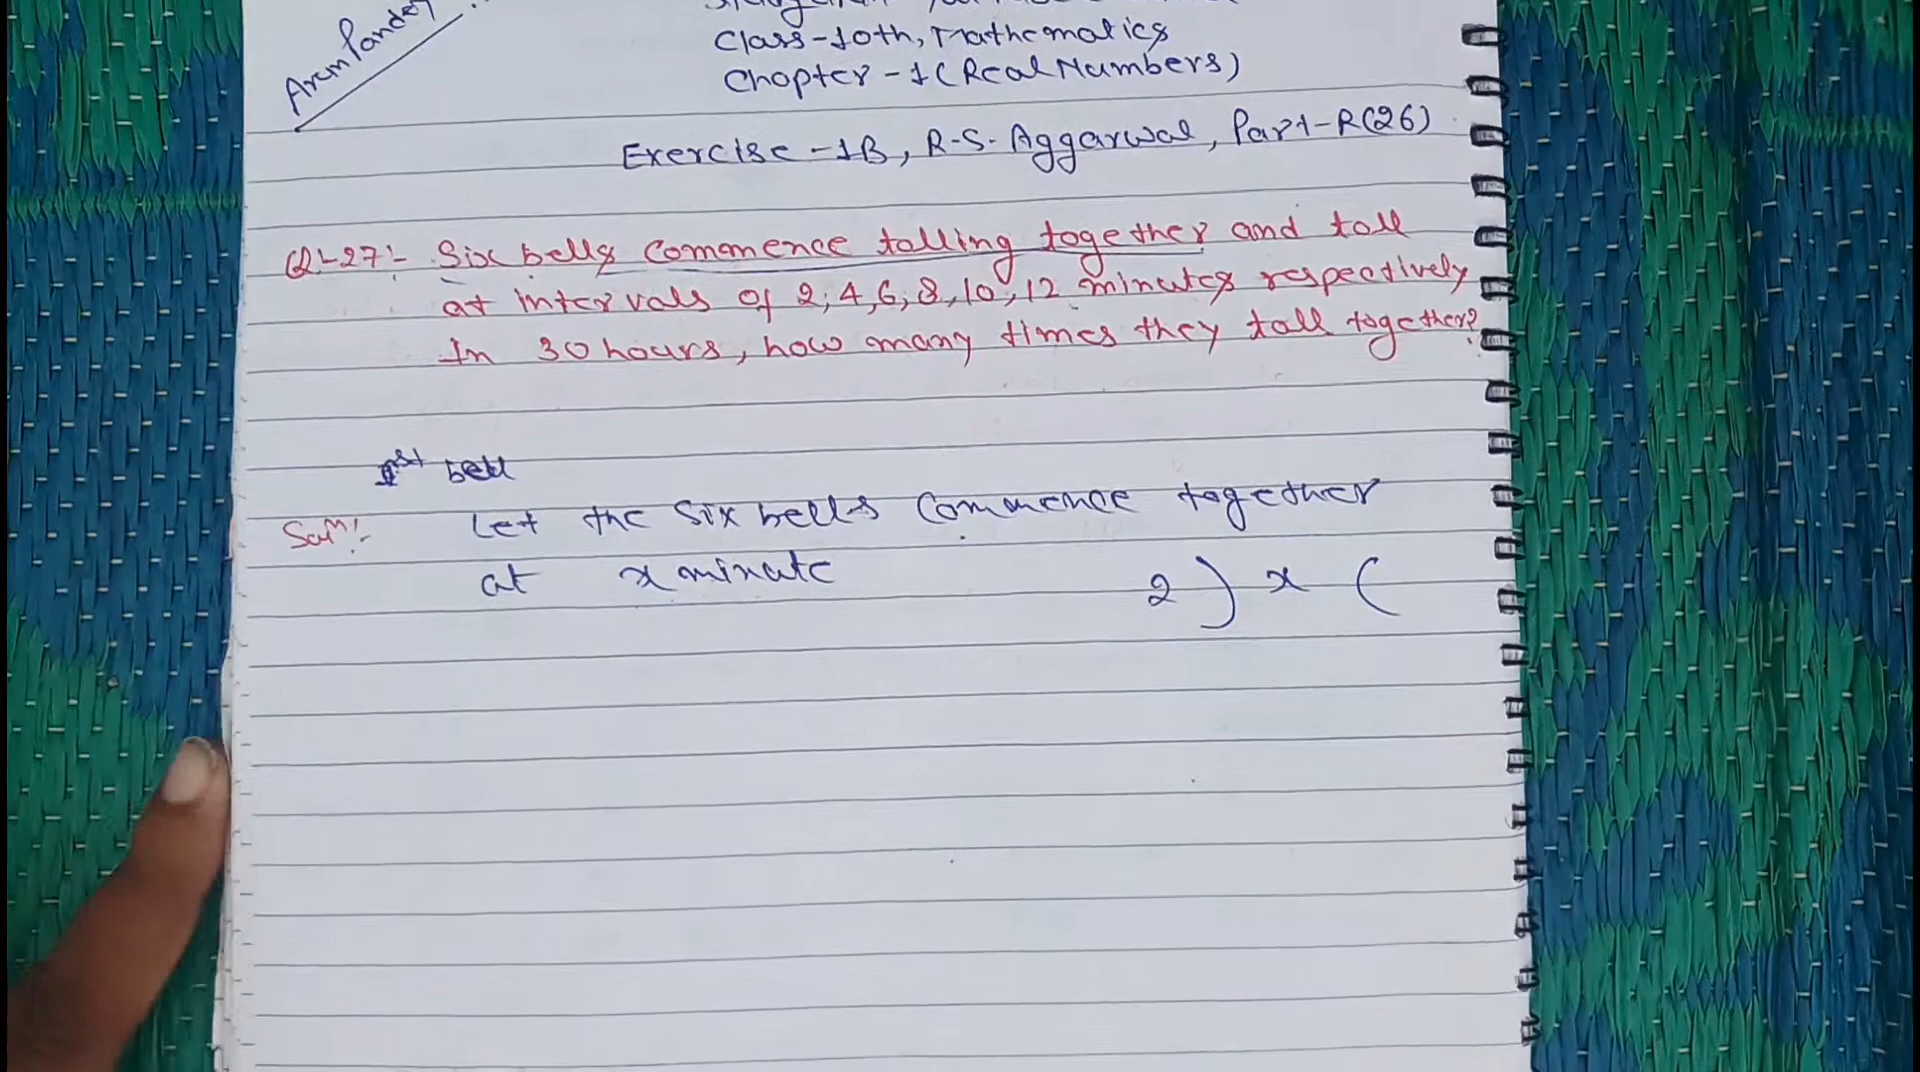 Arun Pandey
Class-10th, Mathematics
Chapter-1 (Real Numbers)
Exercise-1B, R.S. Aggarwal, Part-R(26)
Q-27:- Six bells commence tolling together and toll
at intervals of 2, 4, 6, 8, 10, 12 minutes respectively
In 30 hours, how many times they toll together?
1st bell
Solⁿ:- Let the six bells commence together
at x minute 2 ) x (